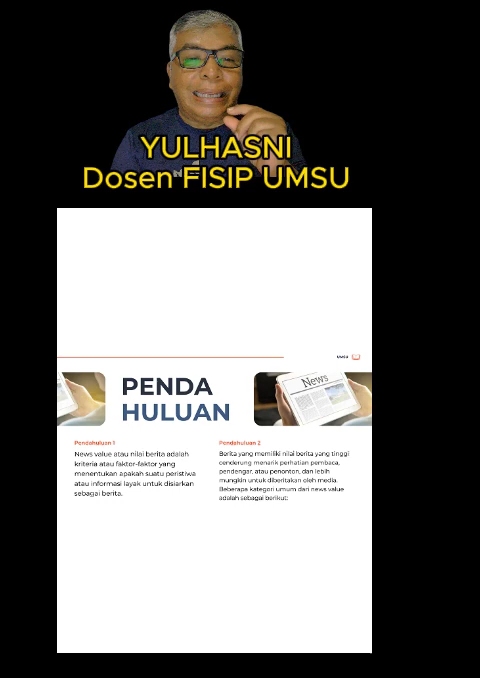 YULHASNI
Dosen FISIP UMSU
UMSU
PENDA
HULUAN
News
Pendahuluan 1
News value atau nilai berita adalah
kriteria atau faktor-faktor yang
menentukan apakah suatu peristiwa
atau informasi layak untuk disiarkan
sebagai berita.
Pendahuluan 2
Berita yang memiliki nilai berita yang tinggi
cenderung menarik perhatian pembaca,
pendengar, atau penonton, dan lebih
mungkin untuk diberitakan oleh media.
Beberapa kategori umum dari news value
adalah sebagai berikut: